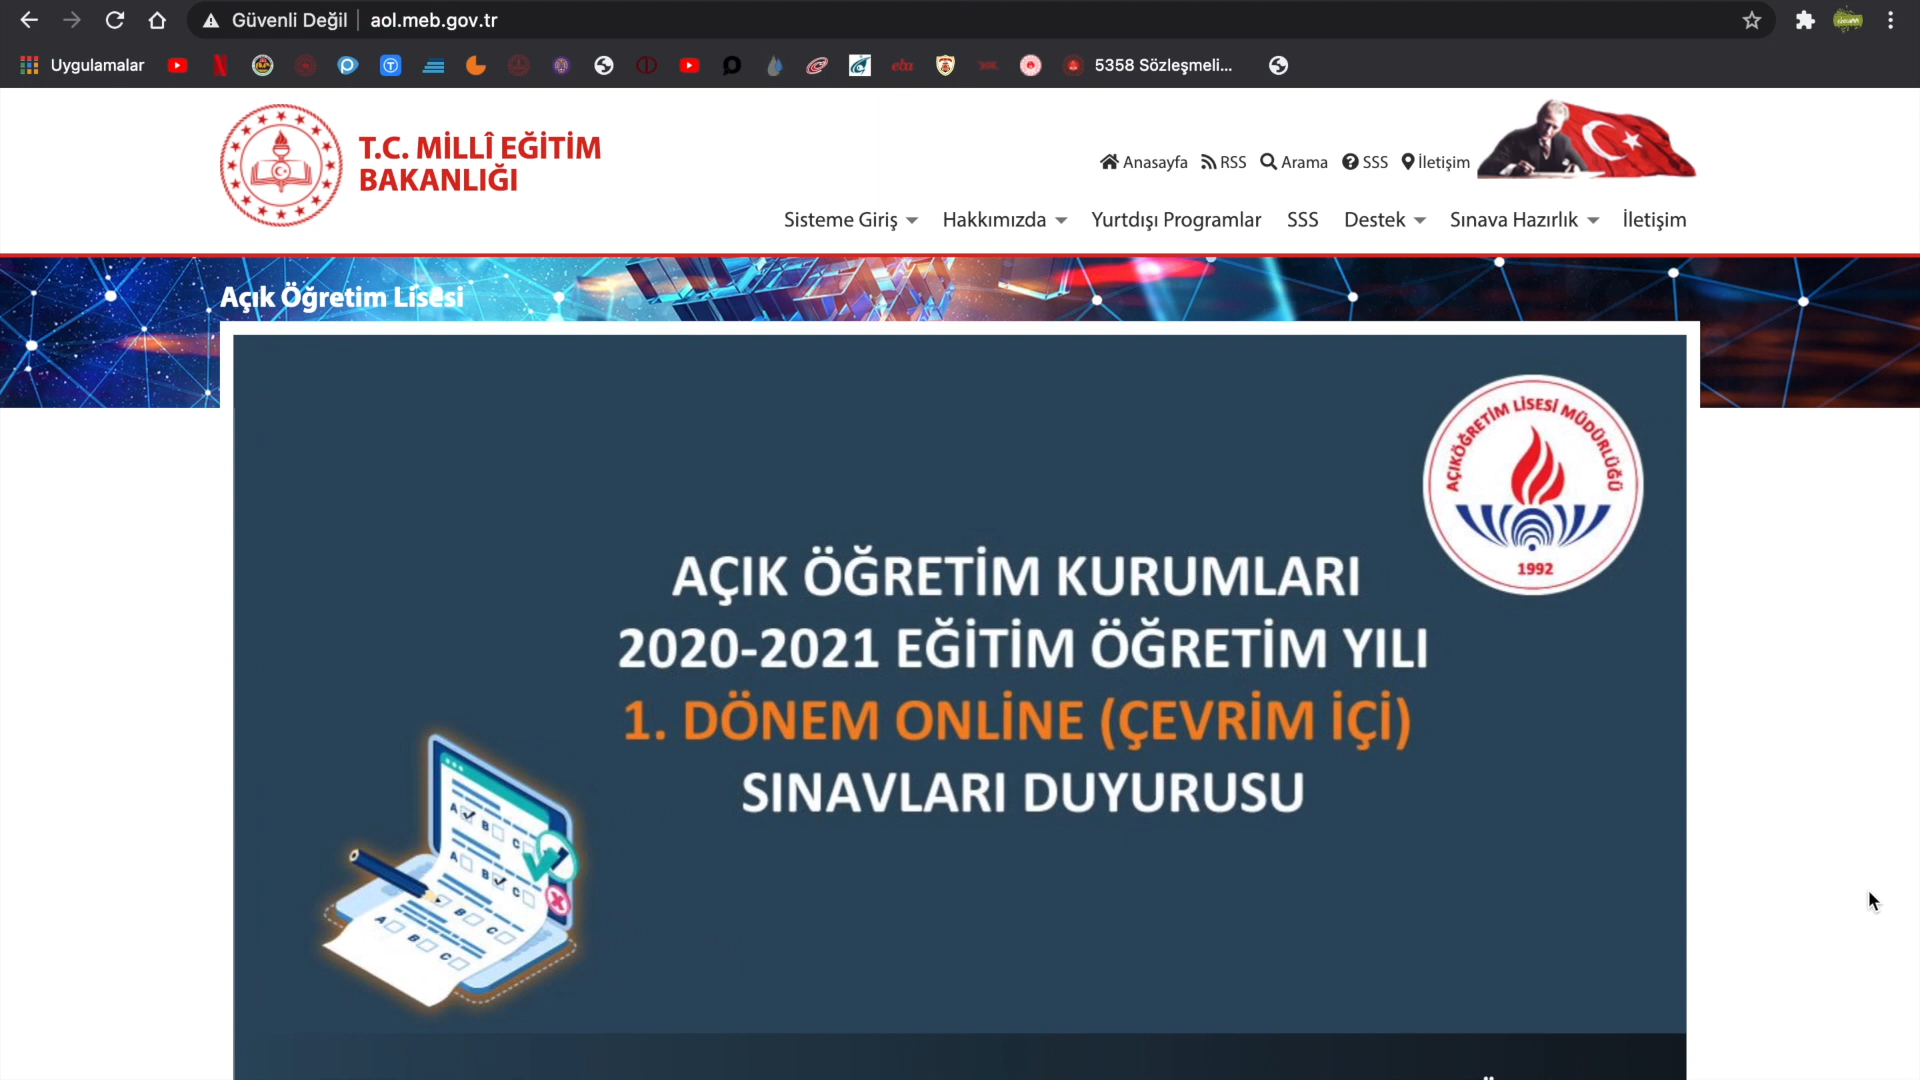 Güvenli Değil | aol.meb.gov.tr
Uygulamalar
eba
5358 Sözleşmeli...
T.C. MİLLÎ EĞİTİM
BAKANLIĞI
Anasayfa RSS Arama SSS İletişim
Sisteme Giriş Hakkımızda Yurtdışı Programlar SSS Destek Sınava Hazırlık İletişim
Açık Öğretim Lisesi
AÇIKÖĞRETİM LİSESİ MÜDÜRLÜĞÜ
1992
AÇIK ÖĞRETİM KURUMLARI
2020-2021 EĞİTİM ÖĞRETİM YILI
1. DÖNEM ONLİNE (ÇEVRİM İÇİ)
SINAVLARI DUYURUSU
A B C
A B C
B C
A B C